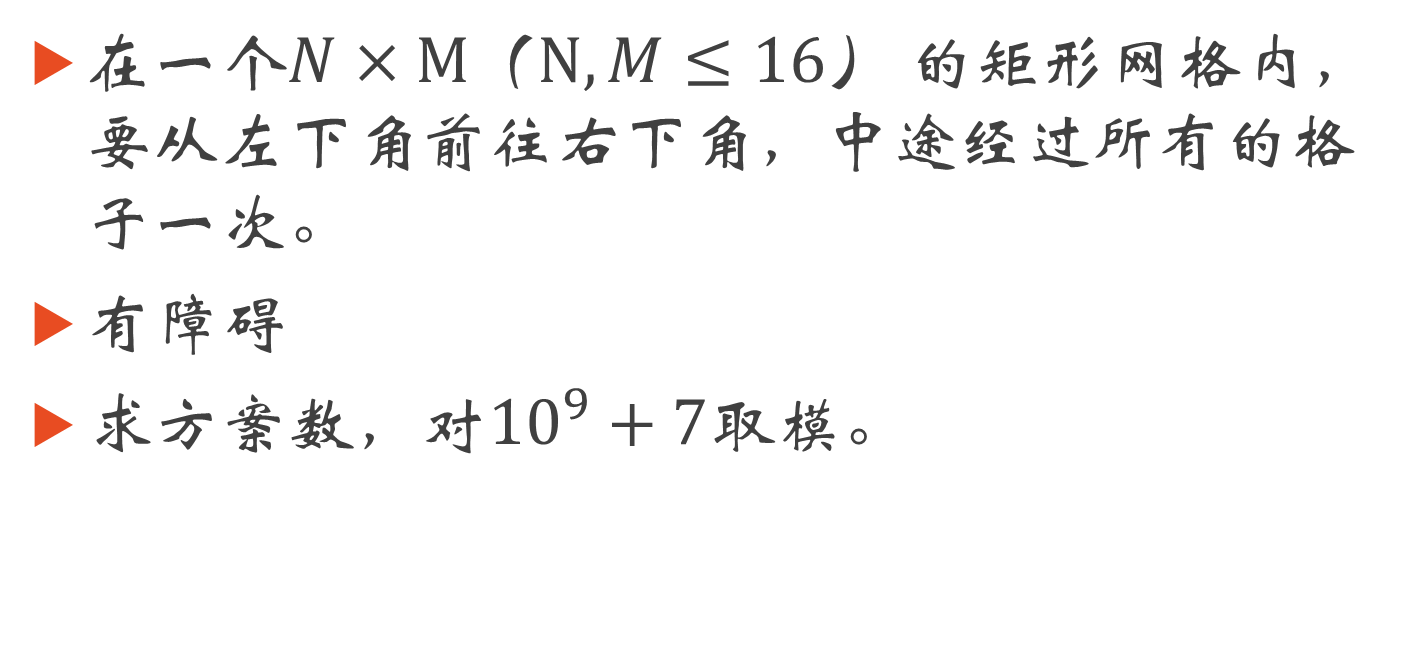 在一个N × M（N, M ≤ 16）的矩形网格内，
要从左下角前往右下角，中途经过所有的格
子一次。
有障碍
求方案数，对10⁹ + 7取模。